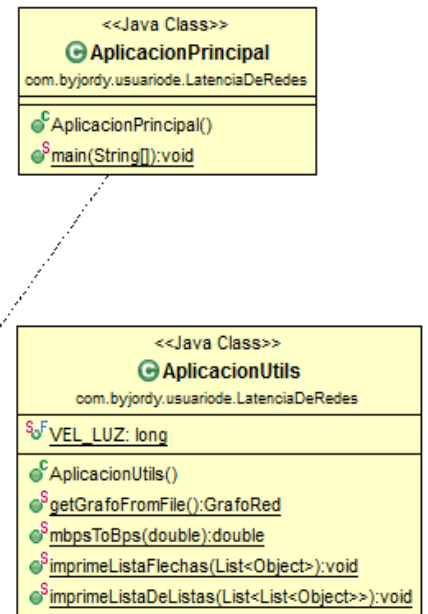 <<Java Class>>
C AplicacionPrincipal
com.byjordy.usuariode.LatenciaDeRedes
C AplicacionPrincipal()
S main(String[]):void
<<Java Class>>
C AplicacionUtils
com.byjordy.usuariode.LatenciaDeRedes
S F VEL_LUZ: long
C AplicacionUtils()
S getGrafoFromFile():GrafoRed
S mbpsToBps(double):double
S imprimeListaFlechas(List<Object>):void
S imprimeListaDeListas(List<List<Object>>):void